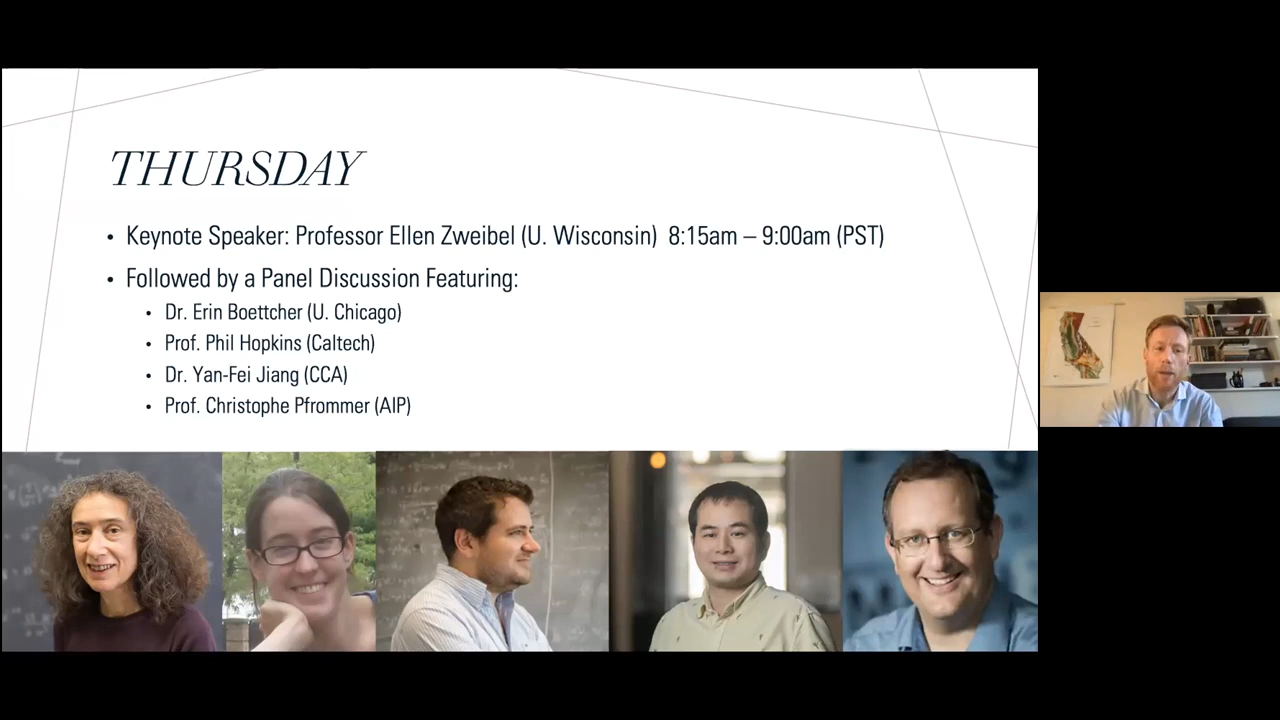 THURSDAY
• Keynote Speaker: Professor Ellen Zweibel (U. Wisconsin) 8:15am – 9:00am (PST)
• Followed by a Panel Discussion Featuring:
• Dr. Erin Boettcher (U. Chicago)
• Prof. Phil Hopkins (Caltech)
• Dr. Yan-Fei Jiang (CCA)
• Prof. Christophe Pfrommer (AIP)